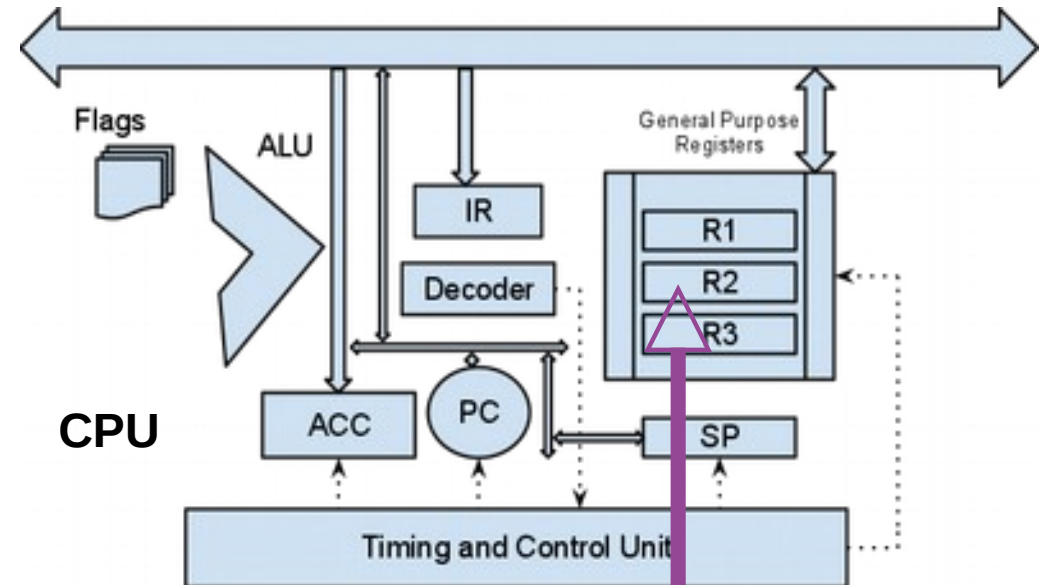 Flags
ALU
General Purpose
Registers
IR
R1
Decoder
R2
R3
CPU
ACC
PC
SP
Timing and Control Unit